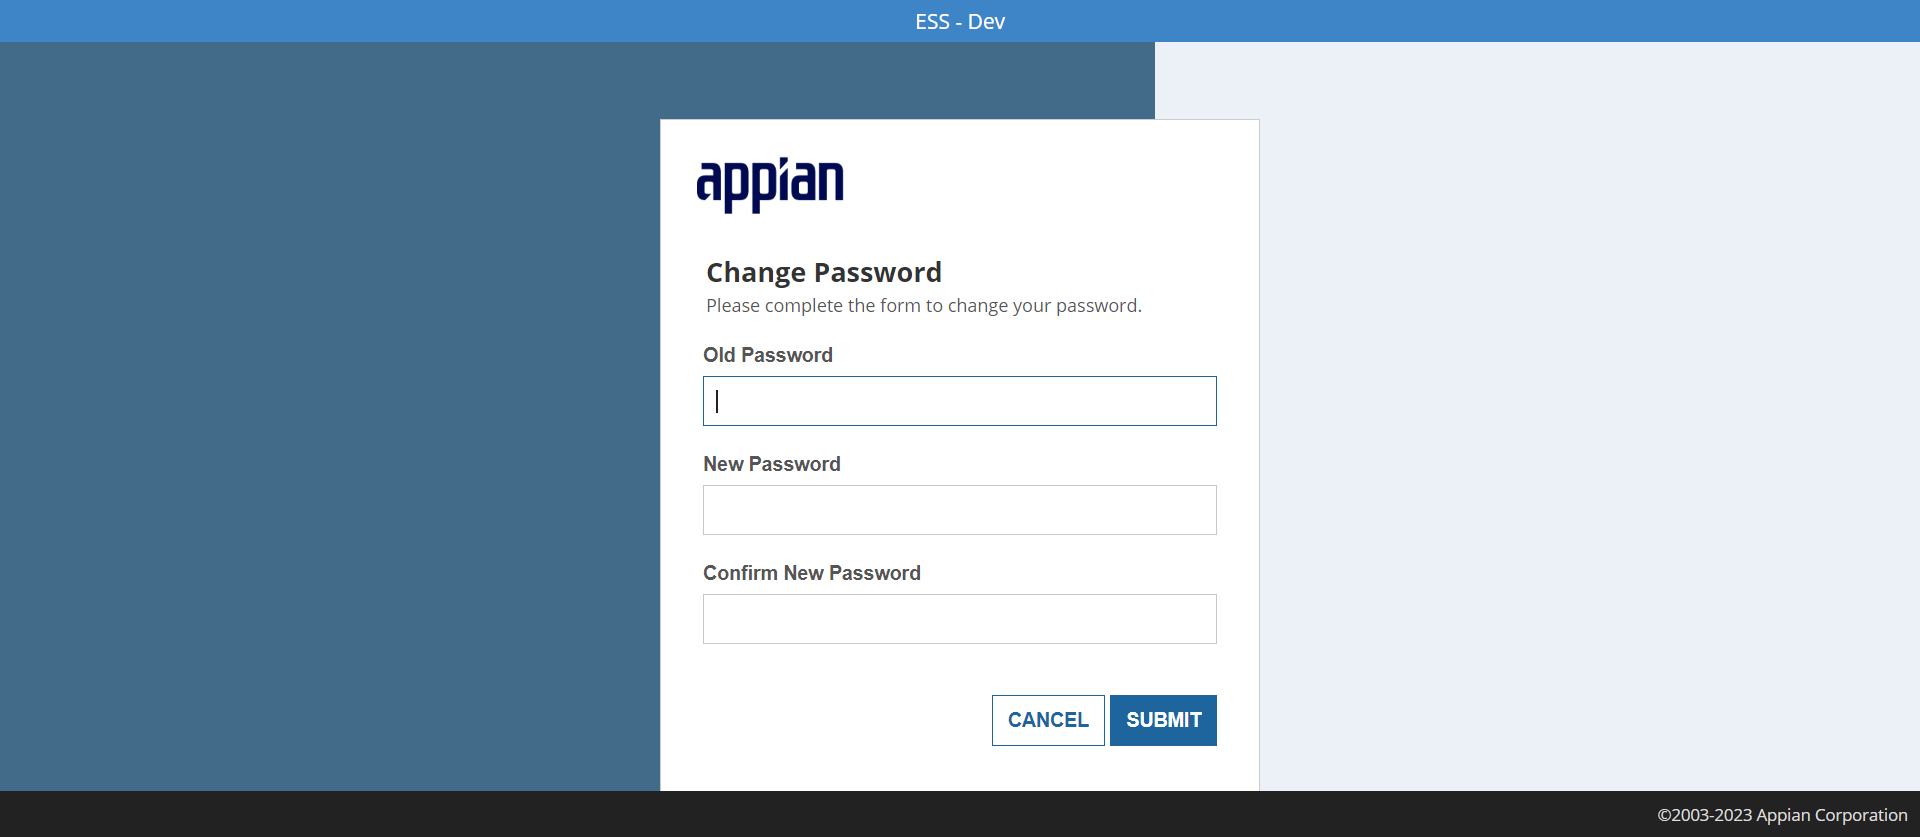 ESS - Dev
appian
Change Password
Please complete the form to change your password.
Old Password
New Password
Confirm New Password
CANCEL SUBMIT
©2003-2023 Appian Corporation